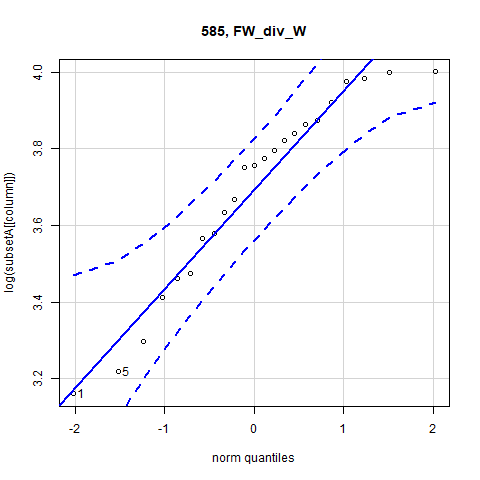 585, FW_div_W
log(subsetA[[column]])
4.0
3.8
3.6
3.4
3.2
5
1
-2 -1 0 1 2
norm quantiles